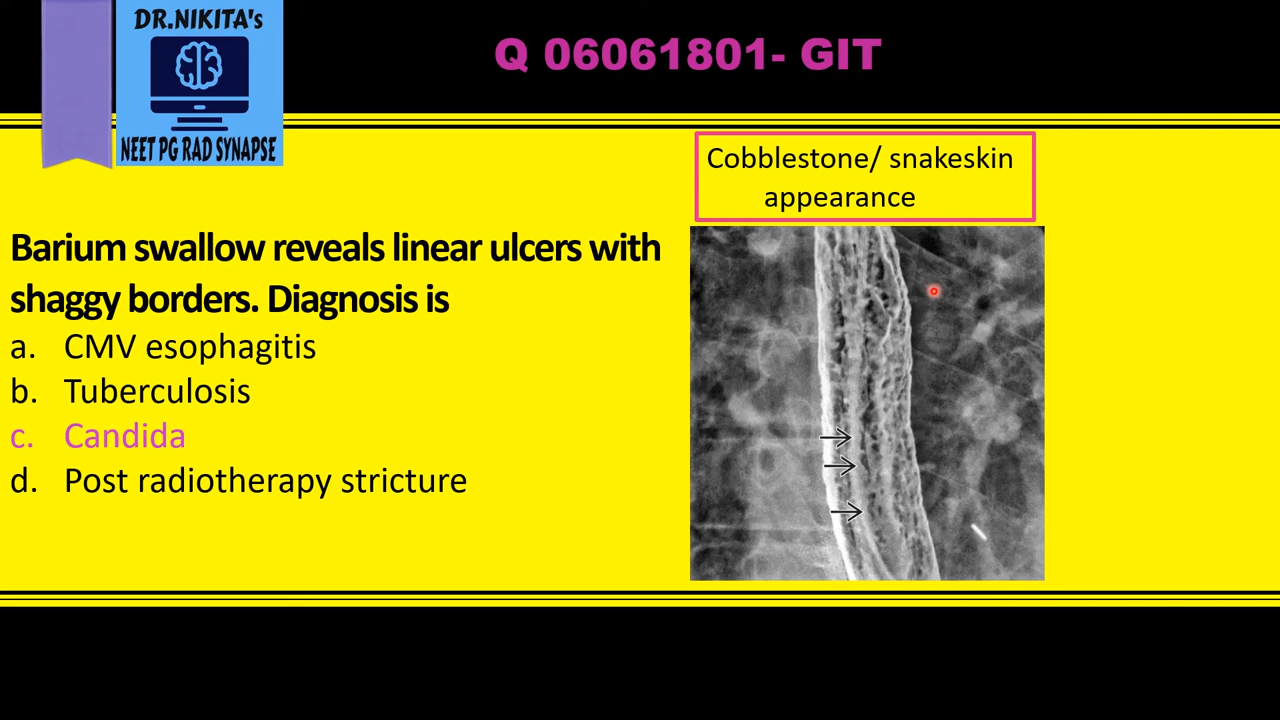 DR.NIKITA's
NEET PG RAD SYNAPSE
Q 06061801- GIT
Cobblestone/ snakeskin
appearance
Barium swallow reveals linear ulcers with
shaggy borders. Diagnosis is
a. CMV esophagitis
b. Tuberculosis
c. Candida
d. Post radiotherapy stricture